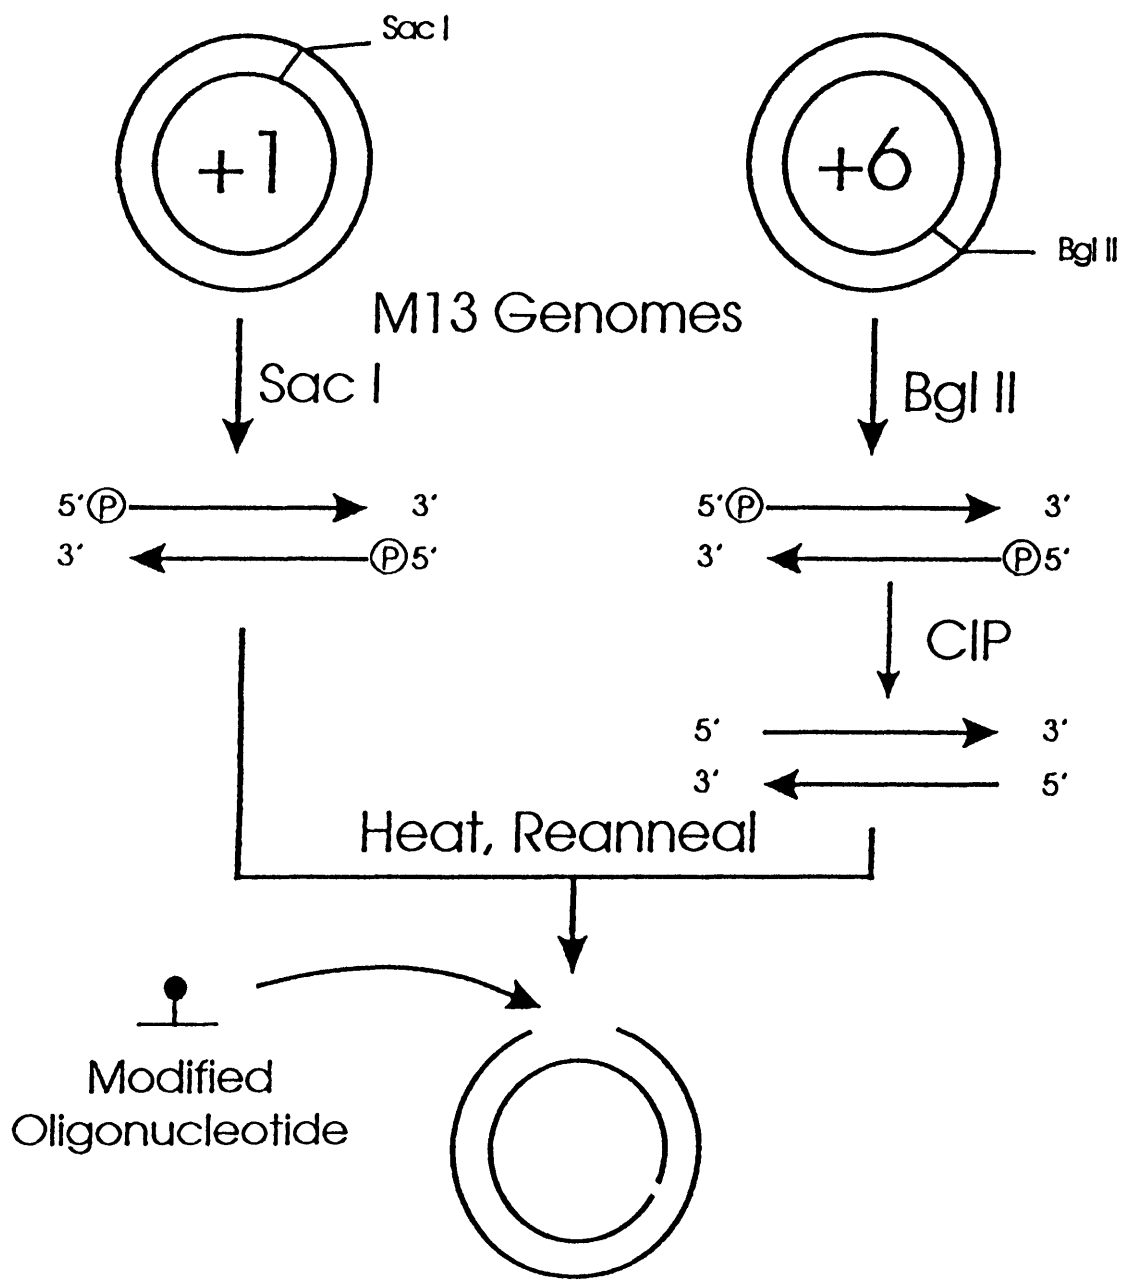 Sac I
+1
+6
Bgl II
M13 Genomes
Sac I
Bgl II
5′ P 3′
3′ P 5′
5′ P 3′
3′ P 5′
CIP
5′ 3′
3′ 5′
Heat, Reanneal
Modified
Oligonucleotide